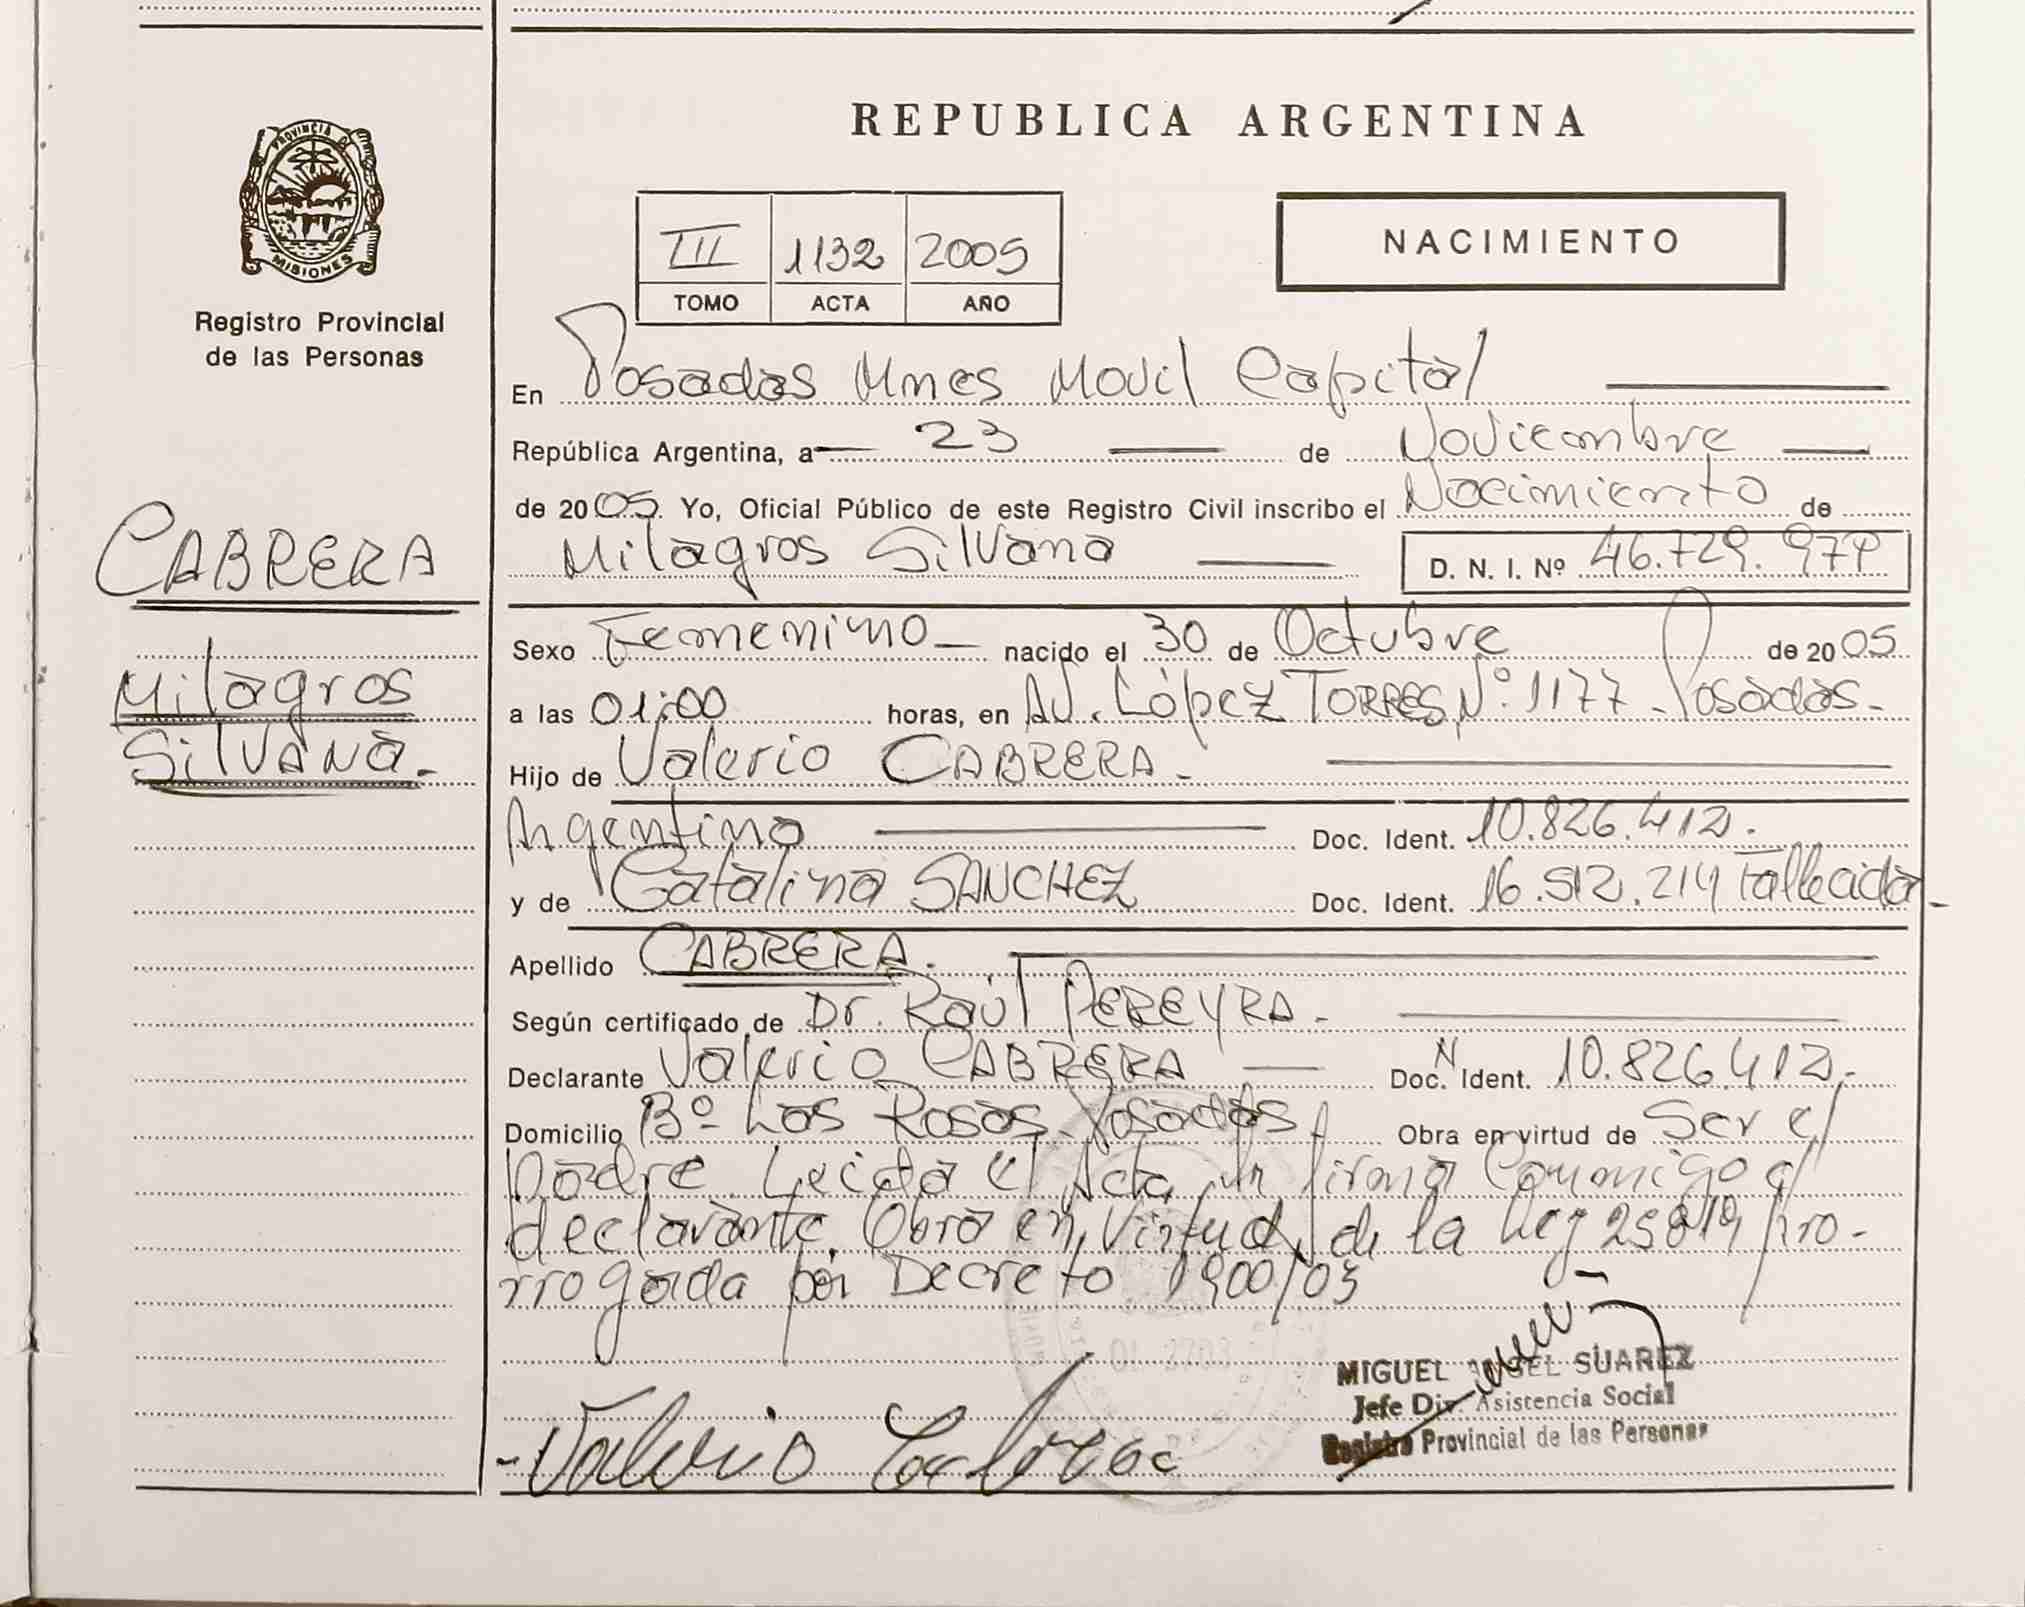 PROVINCIA DE
MISIONES
Registro Provincial
de las Personas
CABRERA
Milagros
Silvana.
REPUBLICA ARGENTINA
III 1132 2005
TOMO ACTA AÑO
NACIMIENTO
En Posadas Mnes Movil Capital
República Argentina, a 23 de Noviembre
de 2005. Yo, Oficial Público de este Registro Civil inscribo el Nacimiento de
Milagros Silvana D. N. I. Nº 46.729.979
Sexo Femenino nacido el 30 de Octubre de 2005
a las 01:00 horas, en Av. López TORRES Nº 1177 - Posadas.
Hijo de Valerio CABRERA.
Argentino Doc. Ident. 10.826.412.
y de Catalina SANCHEZ Doc. Ident. 16.512.214 Fallecida.
Apellido CABRERA.
Según certificado de Dr. Raúl PEREYRA.
Declarante Valerio CABRERA Doc. N Ident. 10.826.412.
Domicilio Bº Las Rosas Posadas Obra en virtud de Ser el
padre. Leida el Acta, la firma Conmigo el
declarante. Obra en Virtud de la Ley 25819 pro-
rrogada por Decreto 1900/05
Valerio Cabrera
MIGUEL ANGEL SUAREZ
Jefe Div. Asistencia Social
Registro Provincial de las Personas